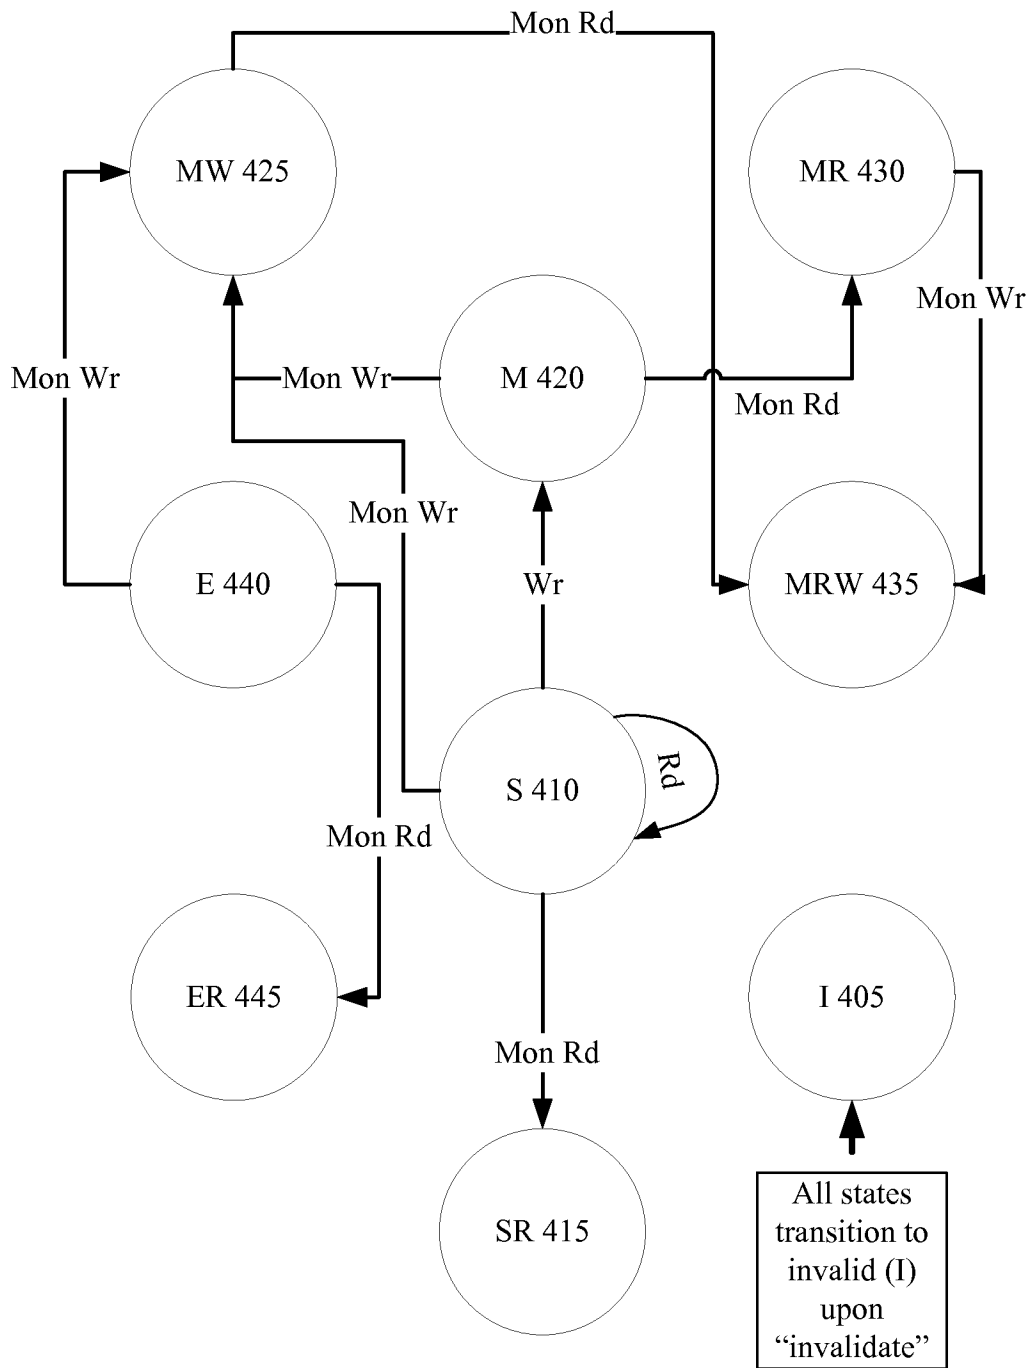 Mon Rd
MW 425
MR 430
Mon Wr
Mon Wr
Mon Wr
M 420
Mon Rd
Mon Wr
E 440
Wr
MRW 435
S 410
Rd
Mon Rd
ER 445
I 405
Mon Rd
SR 415
All states
transition to
invalid (I)
upon
“invalidate”